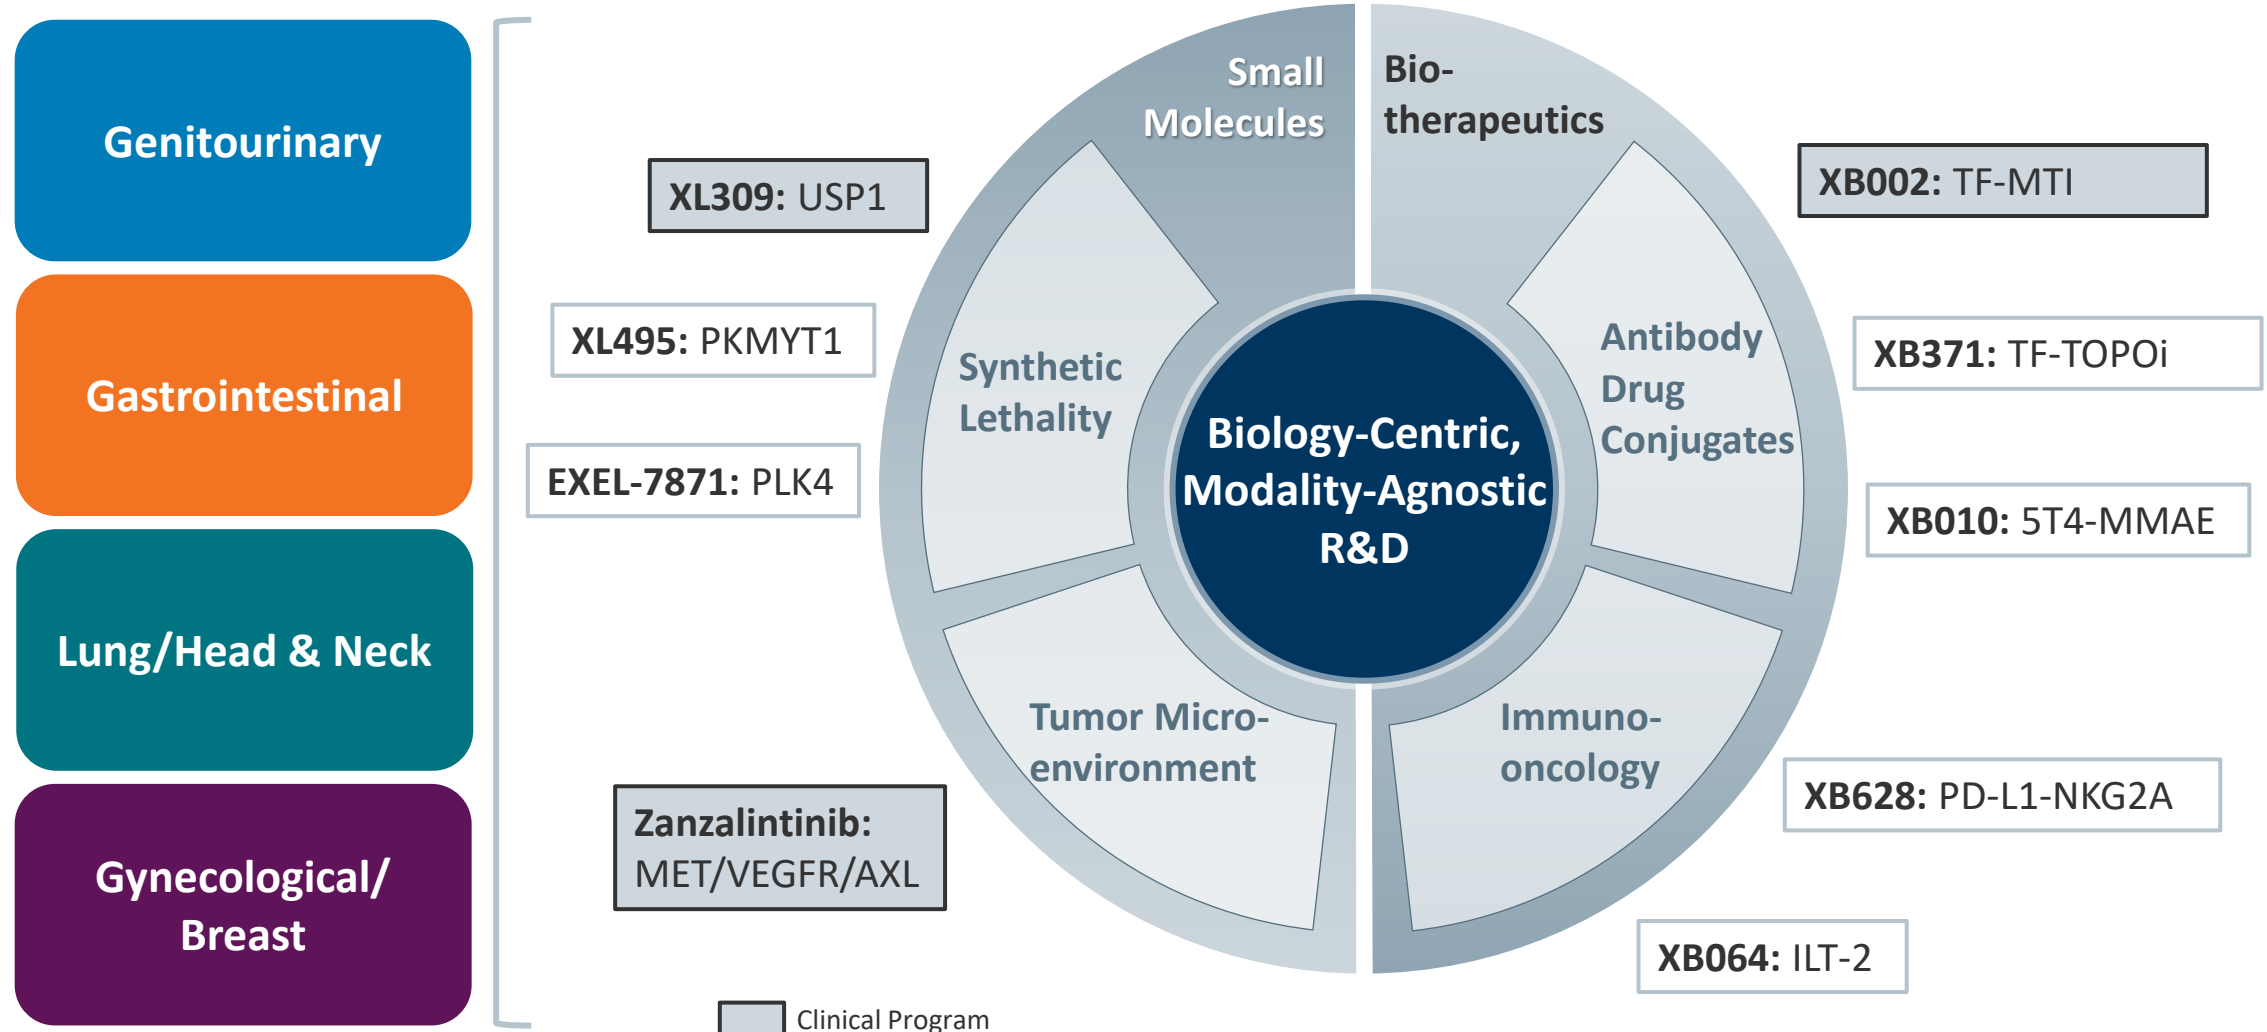 Genitourinary
Gastrointestinal
Lung/Head & Neck
Gynecological/
Breast
Small
Molecules
Bio-
therapeutics
XL309: USP1
XL495: PKMYT1
EXEL-7871: PLK4
Zanzalintinib:
MET/VEGFR/AXL
Synthetic
Lethality
Tumor Micro-
environment
Biology-Centric,
Modality-Agnostic
R&D
Antibody
Drug
Conjugates
Immuno-
oncology
XB002: TF-MTI
XB371: TF-TOPOi
XB010: 5T4-MMAE
XB628: PD-L1-NKG2A
XB064: ILT-2
Clinical Program